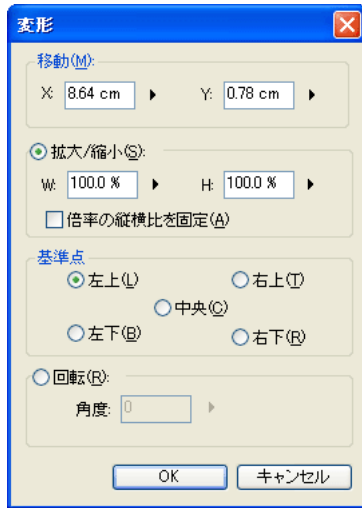 変形
移動(M):
X: 8.64 cm Y: 0.78 cm
拡大/縮小(S):
W: 100.0 % H: 100.0 %
倍率の縦横比を固定(A)
基準点
左上(L) 右上(T)
中央(C)
左下(B) 右下(R)
回転(R):
角度: 0
OK キャンセル